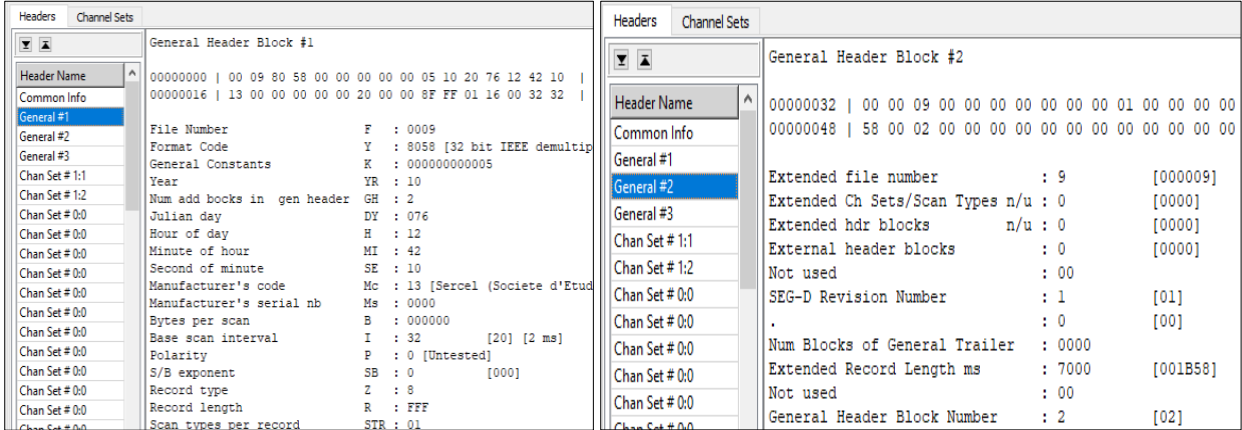 Headers Channel Sets
Header Name
Common Info
General #1
General #2
General #3
Chan Set # 1:1
Chan Set # 1:2
Chan Set # 0:0
Chan Set # 0:0
Chan Set # 0:0
Chan Set # 0:0
Chan Set # 0:0
Chan Set # 0:0
Chan Set # 0:0
Chan Set # 0:0
Chan Set # 0:0
Chan Set # 0:0
General Header Block #1
00000000 | 00 09 80 58 00 00 00 00 00 05 10 20 76 12 42 10 |
00000016 | 13 00 00 00 00 00 20 00 00 8F FF 01 16 00 32 32 |
File Number F : 0009
Format Code Y : 8058 [32 bit IEEE demultip
General Constants K : 000000000005
Year YR : 10
Num add bocks in gen header GH : 2
Julian day DY : 076
Hour of day H : 12
Minute of hour MI : 42
Second of minute SE : 10
Manufacturer's code Mc : 13 [Sercel (Societe d'Etud
Manufacturer's serial nb Ms : 0000
Bytes per scan B : 000000
Base scan interval I : 32 [20] [2 ms]
Polarity P : 0 [Untested]
S/B exponent SB : 0 [000]
Record type Z : 8
Record length R : FFF
Scan types per record STR : 01
Headers Channel Sets
Header Name
Common Info
General #1
General #2
General #3
Chan Set # 1:1
Chan Set # 1:2
Chan Set # 0:0
Chan Set # 0:0
Chan Set # 0:0
Chan Set # 0:0
Chan Set # 0:0
General Header Block #2
00000032 | 00 00 09 00 00 00 00 00 00 00 01 00 00 00 00
00000048 | 58 00 02 00 00 00 00 00 00 00 00 00 00 00 00
Extended file number : 9 [000009]
Extended Ch Sets/Scan Types n/u : 0 [0000]
Extended hdr blocks n/u : 0 [0000]
External header blocks : 0 [0000]
Not used : 00
SEG-D Revision Number : 1 [01]
. : 0 [00]
Num Blocks of General Trailer : 0000
Extended Record Length ms : 7000 [001B58]
Not used : 00
General Header Block Number : 2 [02]